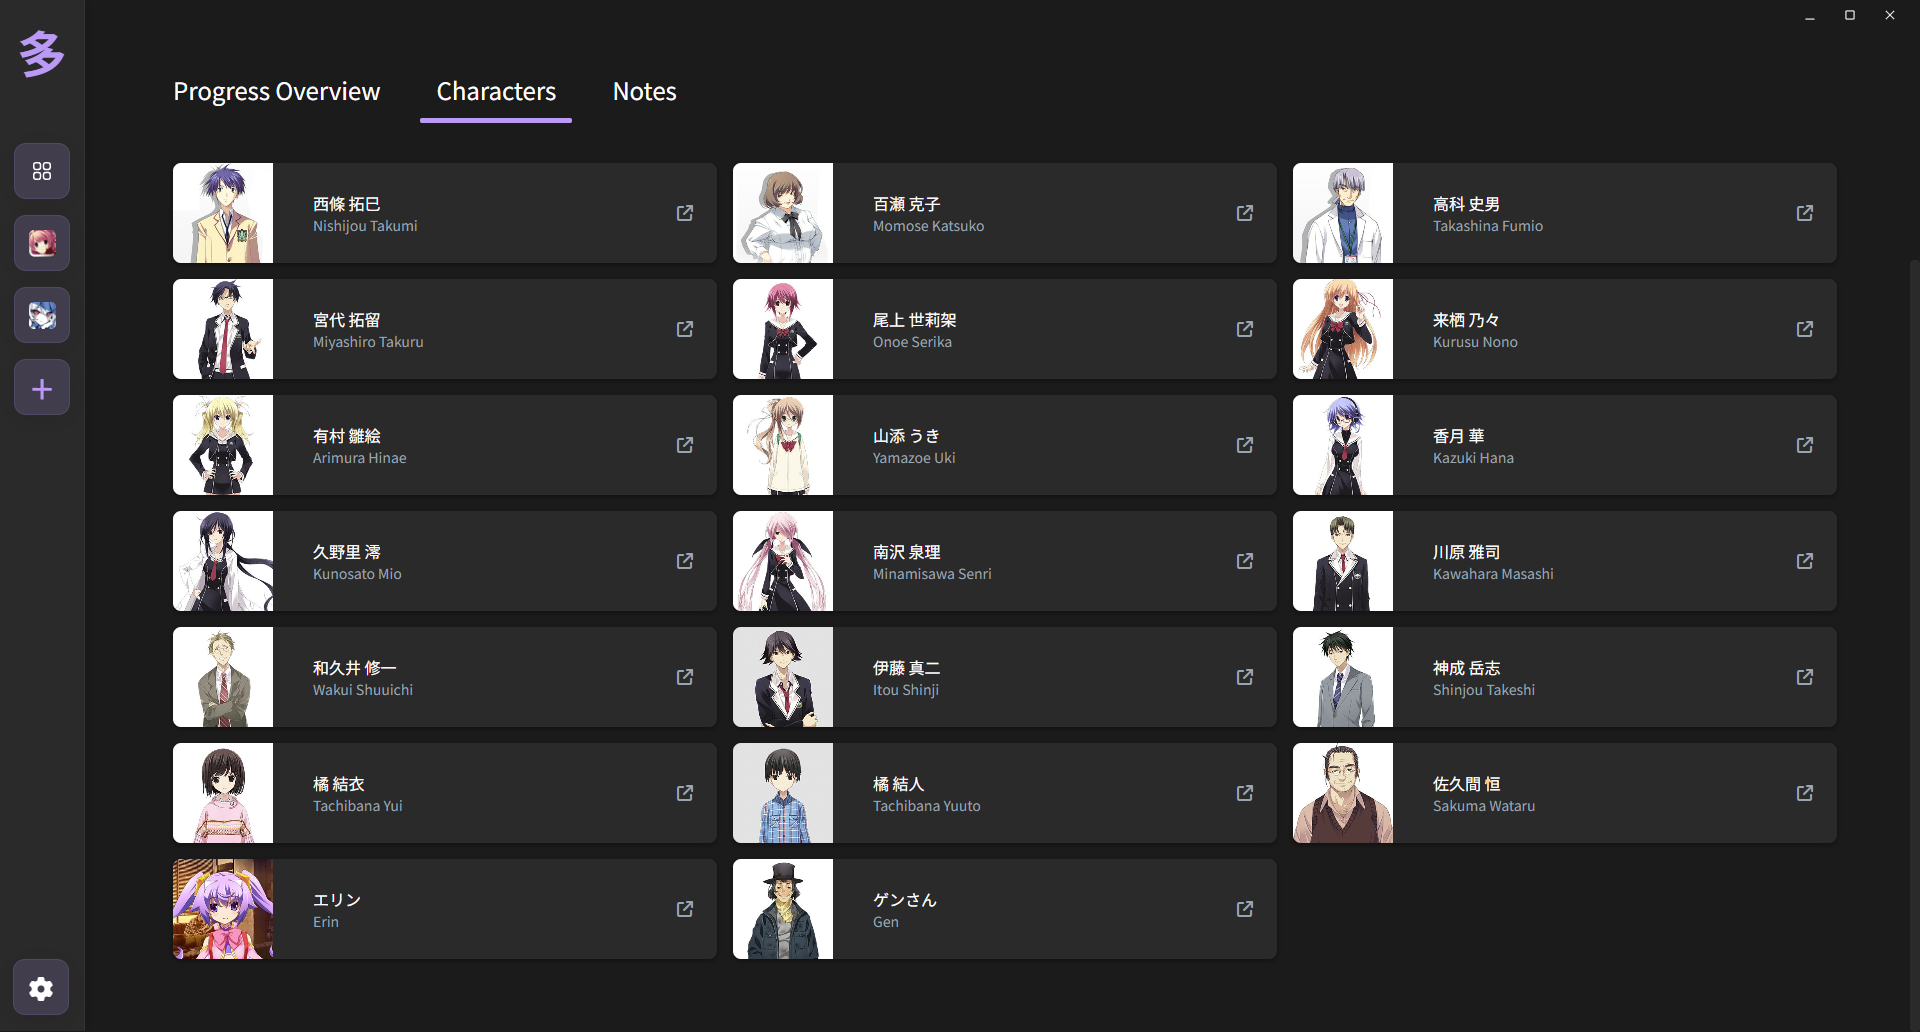 多
Progress Overview
Characters
Notes
西條 拓巳
Nishijou Takumi
百瀬 克子
Momose Katsuko
高科 史男
Takashina Fumio
宮代 拓留
Miyashiro Takuru
尾上 世莉架
Onoe Serika
来栖 乃々
Kurusu Nono
有村 雛絵
Arimura Hinae
山添 うき
Yamazoe Uki
香月 華
Kazuki Hana
久野里 澪
Kunosato Mio
南沢 泉理
Minamisawa Senri
川原 雅司
Kawahara Masashi
和久井 修一
Wakui Shuuichi
伊藤 真二
Itou Shinji
神成 岳志
Shinjou Takeshi
橘 結衣
Tachibana Yui
橘 結人
Tachibana Yuuto
佐久間 恒
Sakuma Wataru
エリン
Erin
ゲンさん
Gen